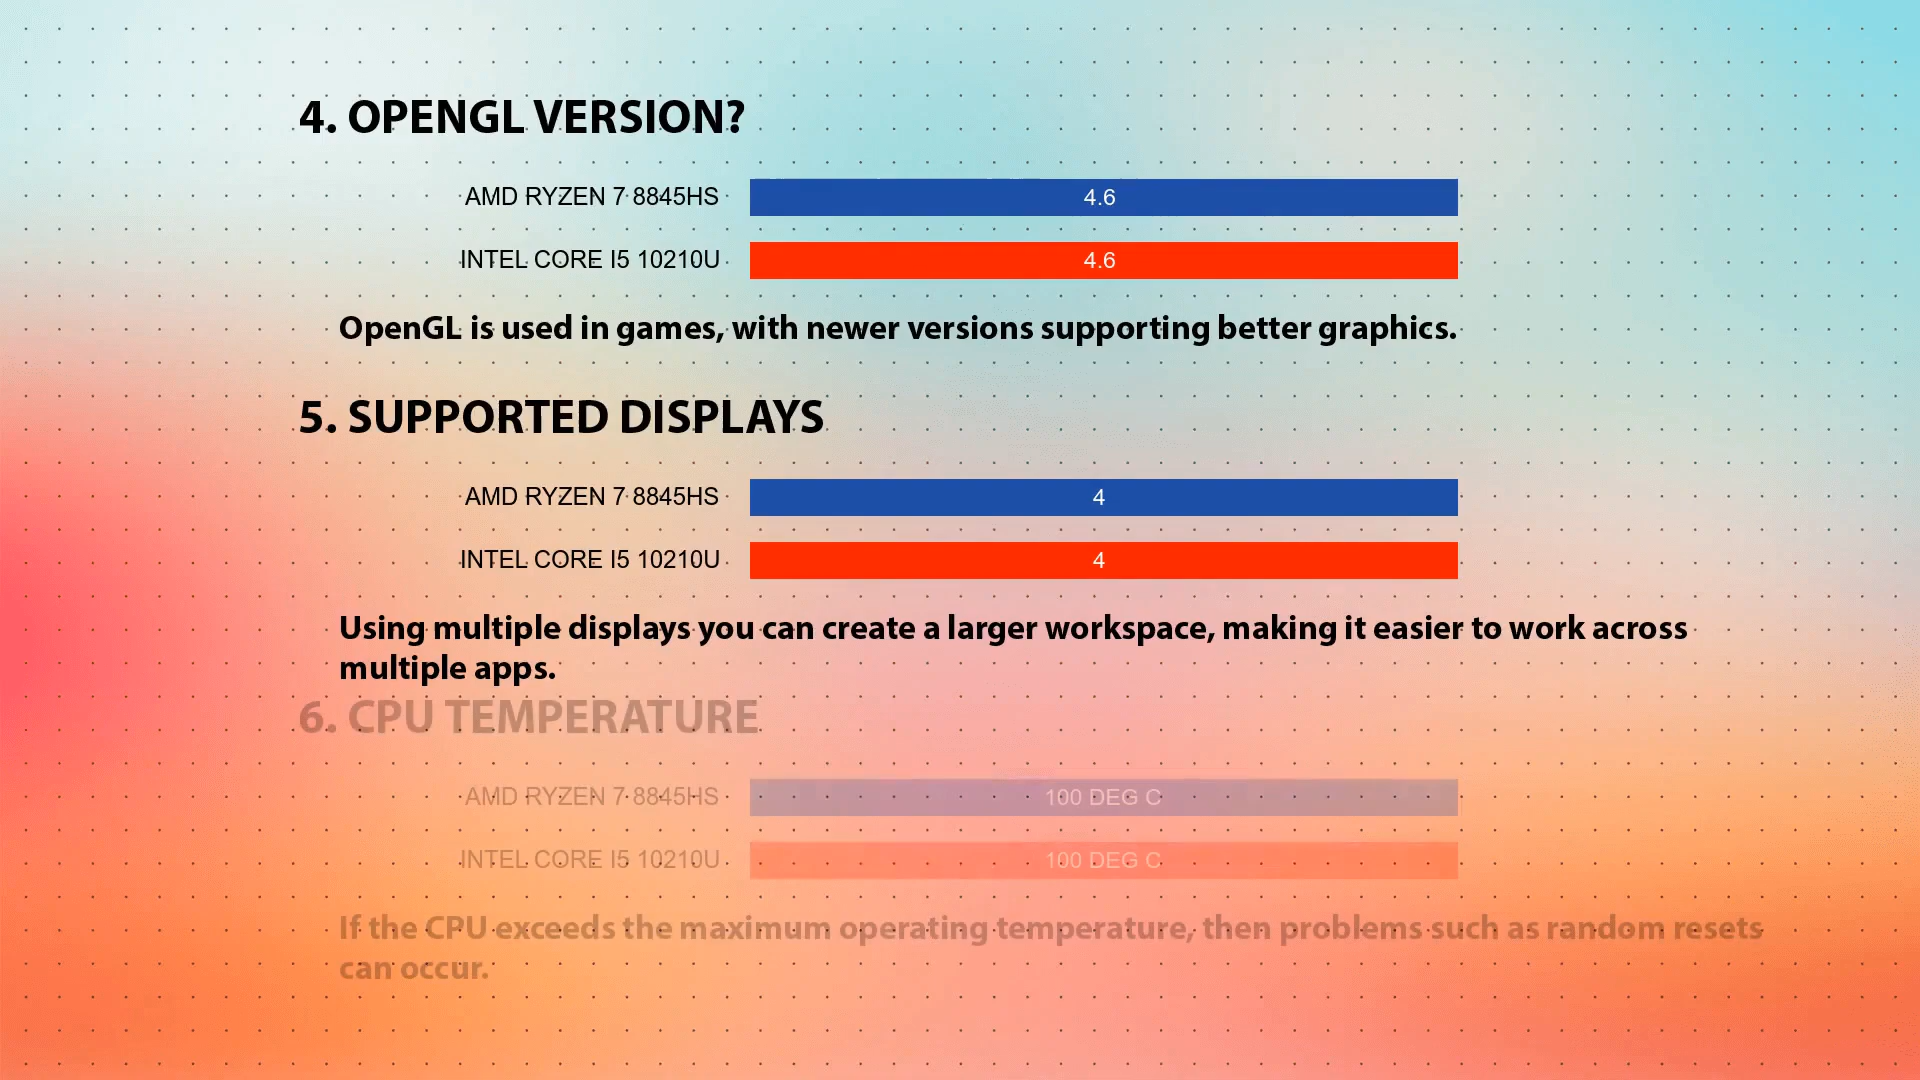 4. OPENGL VERSION?
AMD RYZEN 7 8845HS
4.6
INTEL CORE I5 10210U
4.6
OpenGL is used in games, with newer versions supporting better graphics.
5. SUPPORTED DISPLAYS
AMD RYZEN 7 8845HS
4
INTEL CORE I5 10210U
4
Using multiple displays you can create a larger workspace, making it easier to work across
multiple apps.
6. CPU TEMPERATURE
AMD RYZEN 7 8845HS
100 DEG C
INTEL CORE I5 10210U
100 DEG C
If the CPU exceeds the maximum operating temperature, then problems such as random resets
can occur.